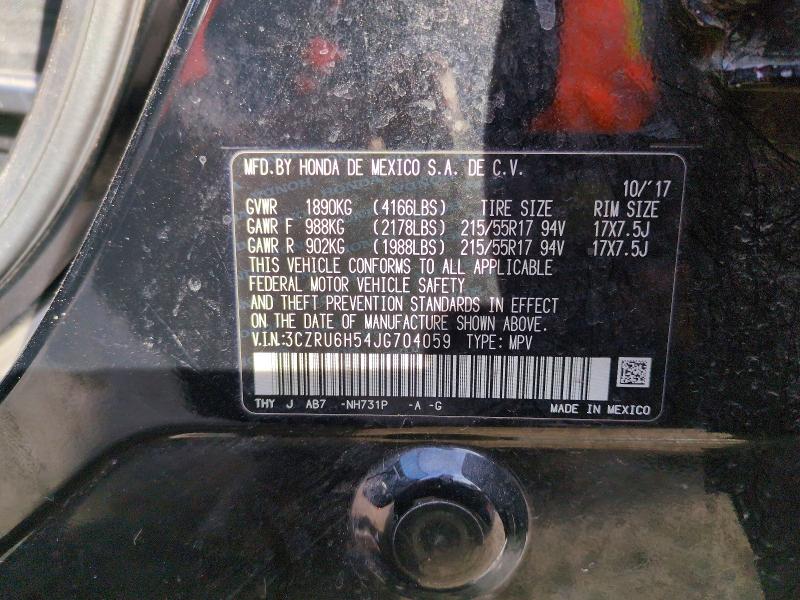 MFD.BY HONDA DE MEXICO S.A. DE C.V.
10/'17
GVWR 1890KG (4166LBS) TIRE SIZE RIM SIZE
GAWR F 988KG (2178LBS) 215/55R17 94V 17X7.5J
GAWR R 902KG (1988LBS) 215/55R17 94V 17X7.5J
THIS VEHICLE CONFORMS TO ALL APPLICABLE
FEDERAL MOTOR VEHICLE SAFETY
AND THEFT PREVENTION STANDARDS IN EFFECT
ON THE DATE OF MANUFACTURE SHOWN ABOVE.
V.I.N.:3CZRU6H54JG704059 TYPE: MPV
THY J AB7 -NH731P -A -G
MADE IN MEXICO